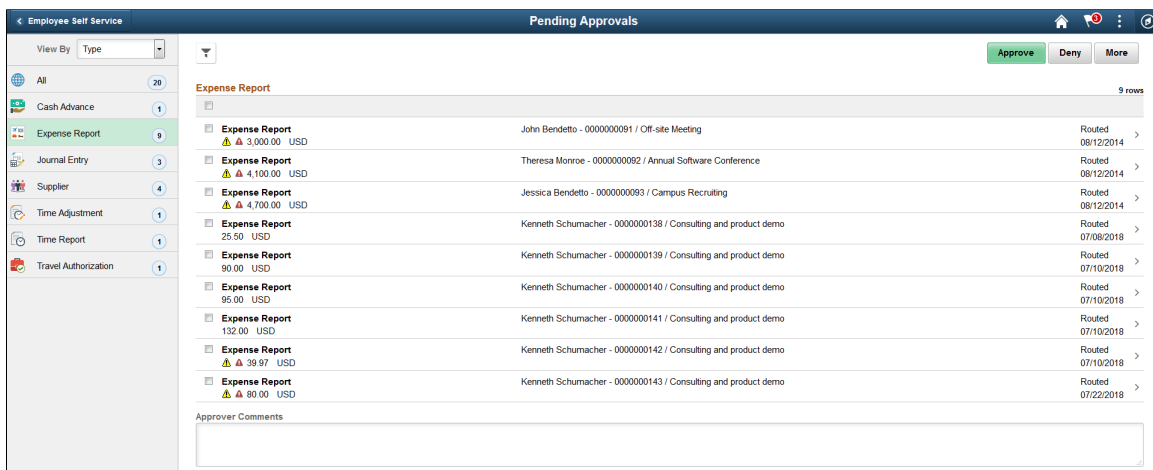 Employee Self Service
Pending Approvals
3
View By Type
Approve Deny More
All 20
Cash Advance 1
Expense Report 9
Journal Entry 3
Supplier 4
Time Adjustment 1
Time Report 1
Travel Authorization 1
Expense Report 9 rows
Expense Report John Bendetto - 0000000091 / Off-site Meeting Routed
3,000.00 USD 08/12/2014
Expense Report Theresa Monroe - 0000000092 / Annual Software Conference Routed
4,100.00 USD 08/12/2014
Expense Report Jessica Bendetto - 0000000093 / Campus Recruiting Routed
4,700.00 USD 08/12/2014
Expense Report Kenneth Schumacher - 0000000138 / Consulting and product demo Routed
25.50 USD 07/08/2018
Expense Report Kenneth Schumacher - 0000000139 / Consulting and product demo Routed
90.00 USD 07/10/2018
Expense Report Kenneth Schumacher - 0000000140 / Consulting and product demo Routed
95.00 USD 07/10/2018
Expense Report Kenneth Schumacher - 0000000141 / Consulting and product demo Routed
132.00 USD 07/10/2018
Expense Report Kenneth Schumacher - 0000000142 / Consulting and product demo Routed
39.97 USD 07/10/2018
Expense Report Kenneth Schumacher - 0000000143 / Consulting and product demo Routed
80.00 USD 07/22/2018
Approver Comments